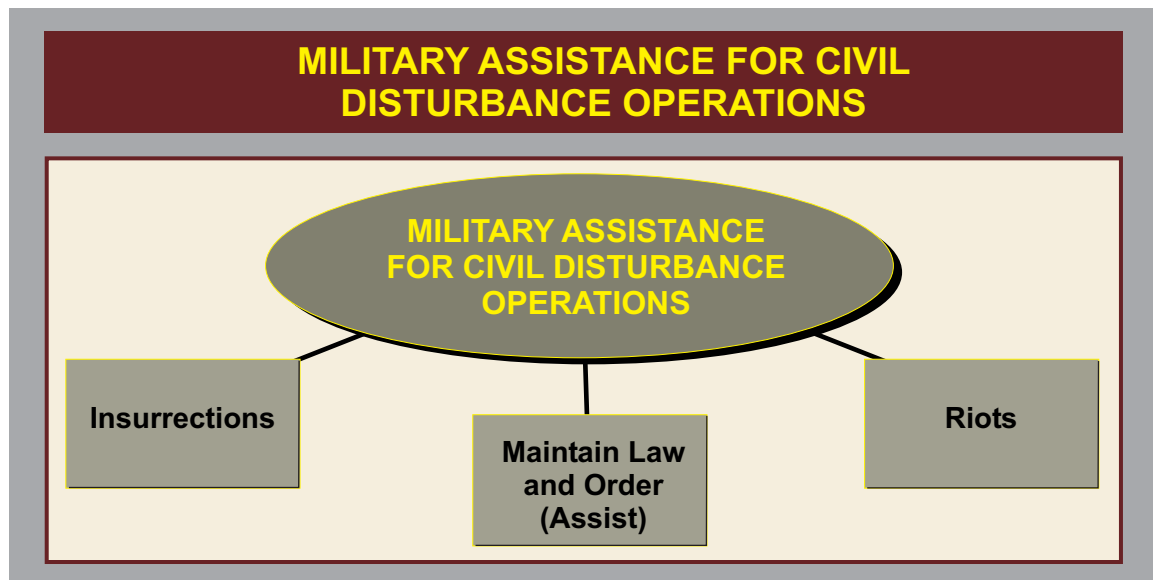 MILITARY ASSISTANCE FOR CIVIL
DISTURBANCE OPERATIONS
MILITARY ASSISTANCE
FOR CIVIL DISTURBANCE
OPERATIONS
Insurrections
Maintain Law
and Order
(Assist)
Riots